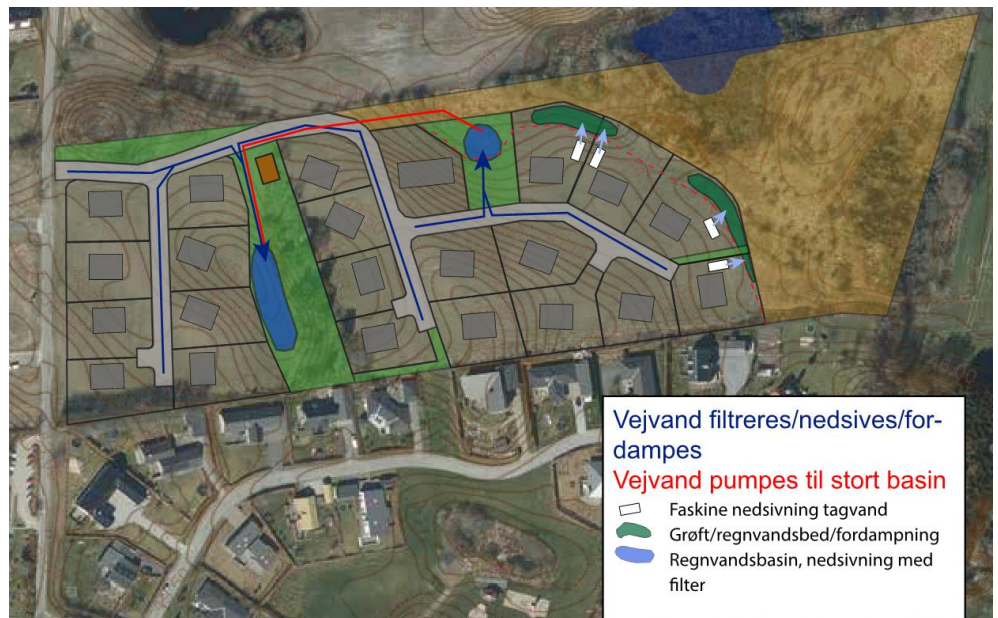 Vejvand filtreres/nedsives/for-
dampes
Vejvand pumpes til stort basin
Faskine nedsivning tagvand
Grøft/regnvandsbed/fordampning
Regnvandsbasin, nedsivning med
filter